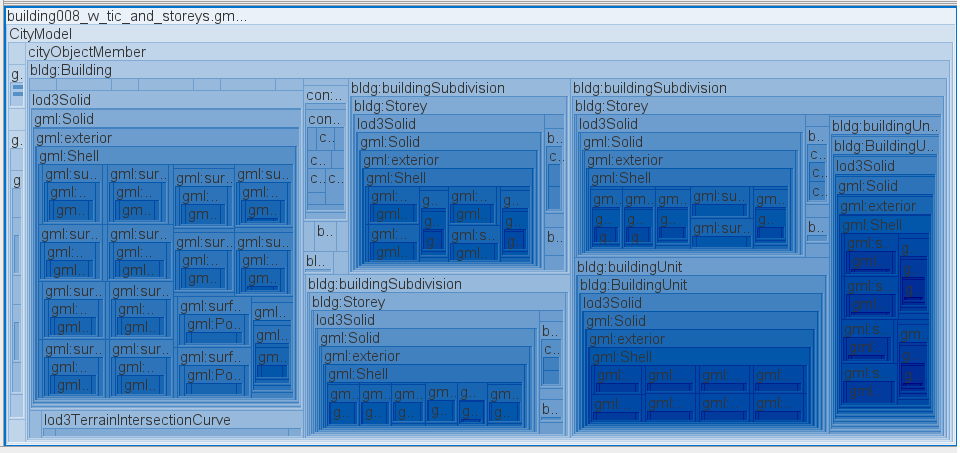 building008_w_tic_and_storeys.gm...
CityModel
cityObjectMember
g..
bldg:Building
lod3Solid
gml:Solid
gml:exterior
gml:Shell
gml:su.. gml:sur.. gml:sur.. gml:su..
gml:.. gml:.. gml:.. gml:..
gm.. gml.. gml.. gm..
gml:sur.. gml:sur.. gml:sur.. gml:su..
gml:.. gml:.. gml:.. gml:..
gm.. gml.. gml.. gm..
gml:sur.. gml:sur.. gml:surf.. gml..
gml:.. gml:.. gml:Po.. gml..
gml.. gml.. gm..
gml:sur.. gml:sur.. gml:surf..
gml:.. gml:.. gml:Po..
gml.. gml..
lod3TerrainIntersectionCurve
g..
g
con:..
con..
c..
c..
c.. c..
b..
bl..
bldg:buildingSubdivision
bldg:Storey
lod3Solid
gml:Solid
gml:exterior
gml:Shell
gml:.. g.. gml:.. g..
gml.. g gml.. g
gml:.. g gml:s.. g
gml.. gml..
b..
c..
b..
bldg:buildingSubdivision
bldg:Storey
lod3Solid
gml:Solid
gml:exterior
gml:Shell
gm.. gm.. gm.. gm.. g.. gm..
g g g g g g
b..
c..
b..
bldg:buildingSubdivision
bldg:Storey
lod3Solid
gml:Solid
gml:exterior
gml:Shell
gm.. gm.. gm.. gml:su.. gm..
g.. g.. g.. gml:sur.. g..
g g g g
b..
c..
c..
c..
b..
bldg:buildingUnit
bldg:BuildingUnit
lod3Solid
gml:Solid
gml:exterior
gml:Shell
gml: gml gml gml
gml gml gml gml
bldg:buildingUn..
bldg:BuildingU..
lod3Solid
gml:Solid
gml:exterior
gml:Shell
gml:s.. g
gml.. g
gml:s g
gml
gml:s gm
gml g
gml:s g
gml